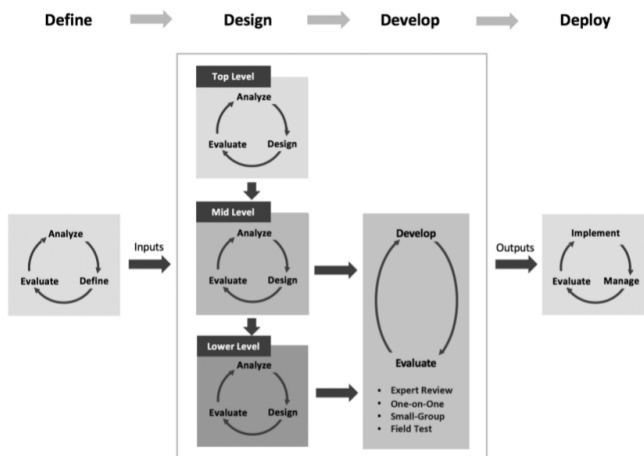 Define
Design
Develop
Deploy
Top Level
Analyze
Evaluate
Design
Mid Level
Analyze
Evaluate
Design
Lower Level
Analyze
Evaluate
Design
Analyze
Evaluate
Define
Inputs
Develop
Evaluate
• Expert Review
• One-on-One
• Small-Group
• Field Test
Outputs
Implement
Evaluate
Manage